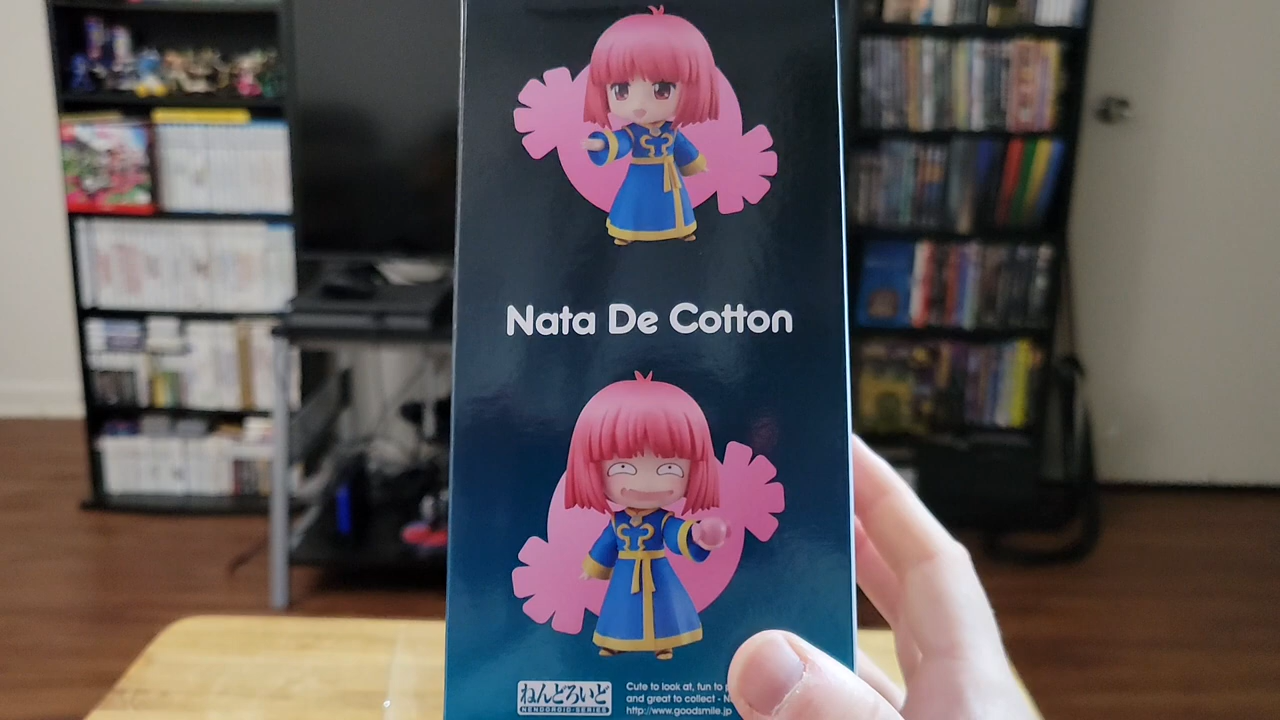 Nata De Cotton
ねんどろいど
NENDOROID-SERIES
Cute to look at, fun to
and great to collect -
http://www.goodsmile.jp